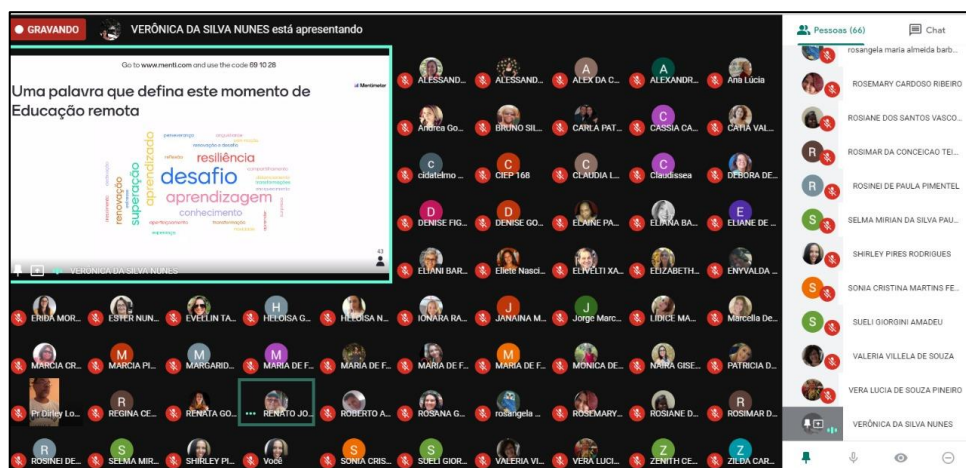 GRAVANDO
VERÔNICA DA SILVA NUNES está apresentando
Go to www.menti.com and use the code 69 10 28
Mentimeter
Uma palavra que defina este momento de
Educação remota
perseverança
renovação e desafio
reflexão
resiliência
desafio
aprendizagem
conhecimento
aprendizado
superação
renovação
aperfeiçoamento
transformação
esperança
43
VERÔNICA DA SILVA NUNES
ALESSAND... ALESSAND... ALEX DA C... ALEXANDR... Ana Lúcia
Andrea Go... BRUNO SIL... CARLA PAT... CASSIA CA... CATIA VAL...
cidatelmo ... CIEP 168 CLAUDIA L... Claudissea DEBORA DE...
DENISE FIG... DENISE GO... ELAINE PA... ELIANA BA... ELIANE DE ...
ELIANI BAR... Eliete Nasci... ELIVELTI XA... ELIZABETH... ENYVALDA ...
ERIDA MOR... ESTER NUN... EVELLIN TA... HELOISA G... HELOISA N... IONARA RA... JANAINA M... Jorge Marc... LIDICE MA... Marcella De...
MARCIA CR... MARCIA PI... MARGARID... MARIA DE F... MARIA DE F... MARIA DE F... MARIA DE F... MONICA DE... NAIRA GISE... PATRICIA D...
Pr Dirley Lo... REGINA CE... RENATA GO... RENATO JO... ROBERTO A... ROSANA G... rosangela ... ROSEMARY... ROSIANE D... ROSIMAR D...
ROSINEI DE... SELMA MIR... SHIRLEY PI... Você SONIA CRIS... SUELI GIOR... VALERIA VI... VERA LUCI... ZENITH CE... ZILDA CAR...
Pessoas (66)
Chat
rosangela maria almeida barb...
ROSEMARY CARDOSO RIBEIRO
ROSIANE DOS SANTOS VASCO...
ROSIMAR DA CONCEICAO TEI...
ROSINEI DE PAULA PIMENTEL
SELMA MIRIAN DA SILVA PAU...
SHIRLEY PIRES RODRIGUES
SONIA CRISTINA MARTINS FE...
SUELI GIORGINI AMADEU
VALERIA VILLELA DE SOUZA
VERA LUCIA DE SOUZA PINEIRO
VERÔNICA DA SILVA NUNES